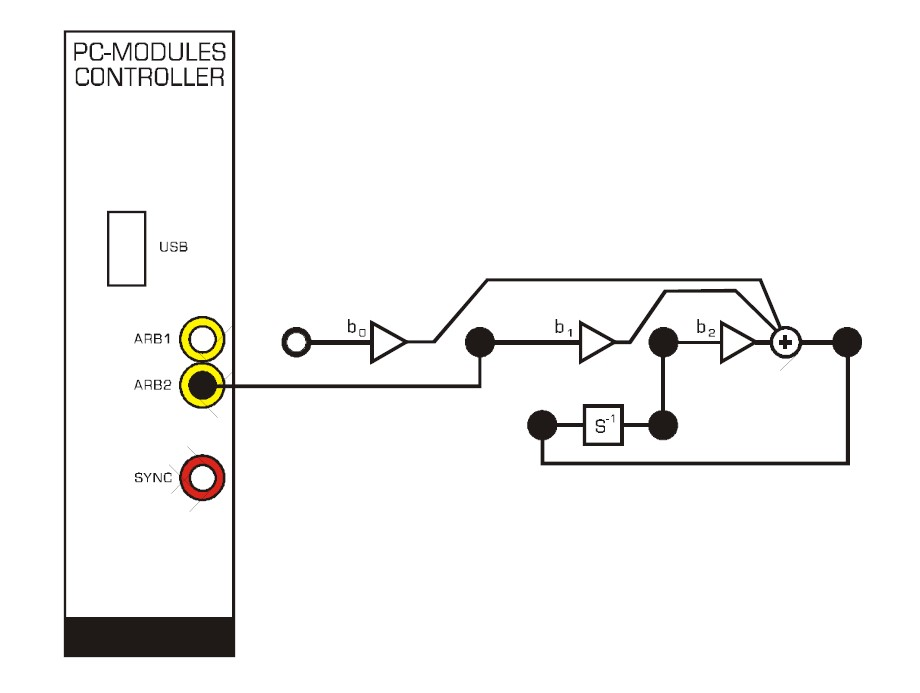 PC-MODULES
CONTROLLER
USB
ARB1
b₀
b₁
b₂
+
ARB2
S⁻¹
SYNC